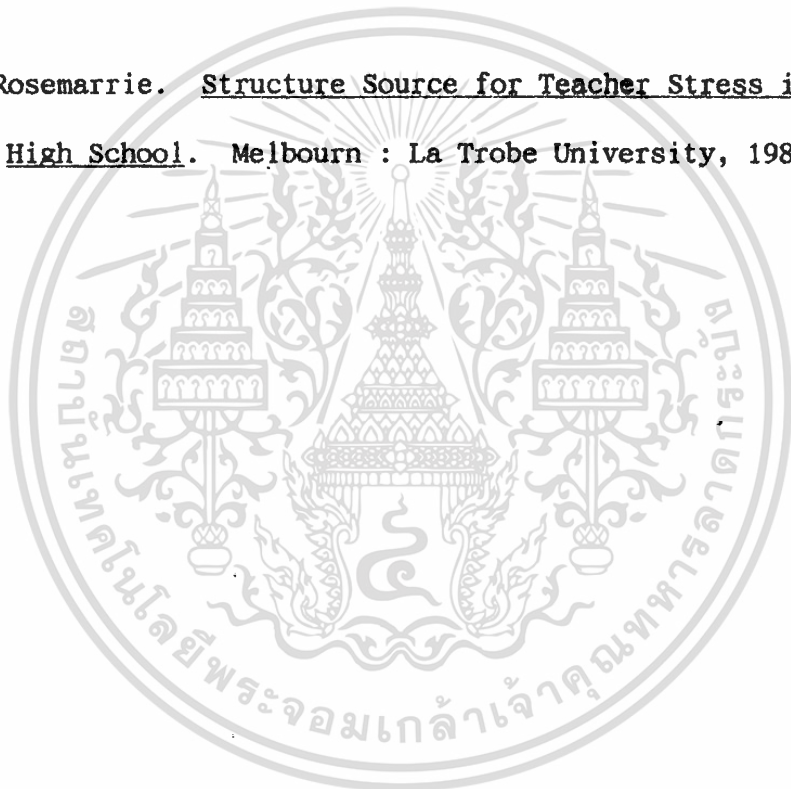 Rosemarrie. Structure Source for Teacher Stress i
High School. Melbourn : La Trobe University, 198
สถาบันเทคโนโลยีพระจอมเกล้าเจ้าคุณทหารลาดกระบัง